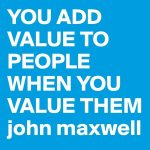 YOU ADD
VALUE TO
PEOPLE
WHEN YOU
VALUE THEM
john maxwell